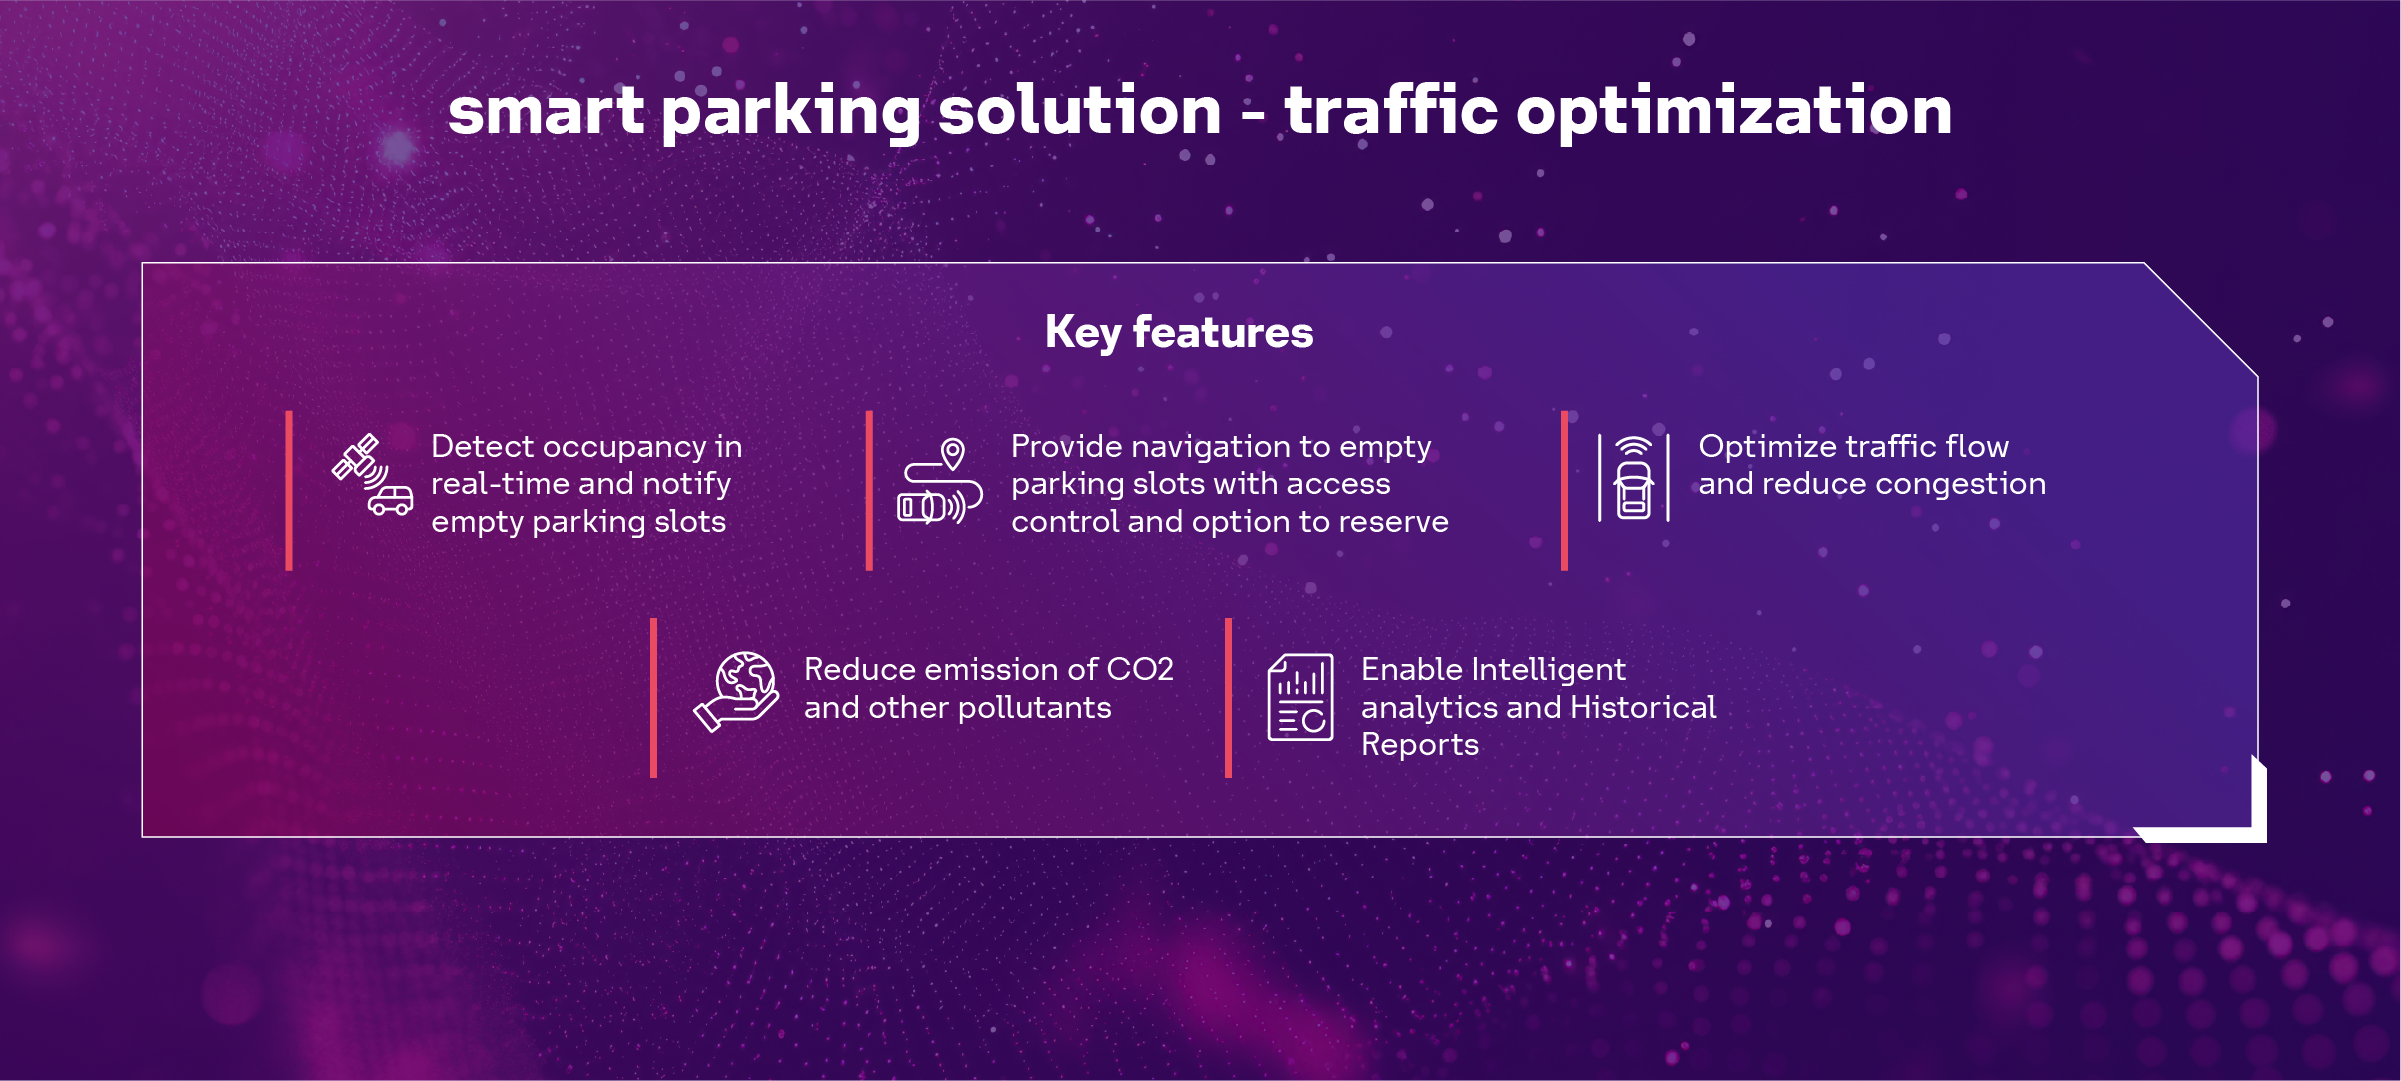 smart parking solution - traffic optimization
Key features
Detect occupancy in
real-time and notify
empty parking slots
Provide navigation to empty
parking slots with access
control and option to reserve
Optimize traffic flow
and reduce congestion
Reduce emission of CO2
and other pollutants
Enable Intelligent
analytics and Historical
Reports